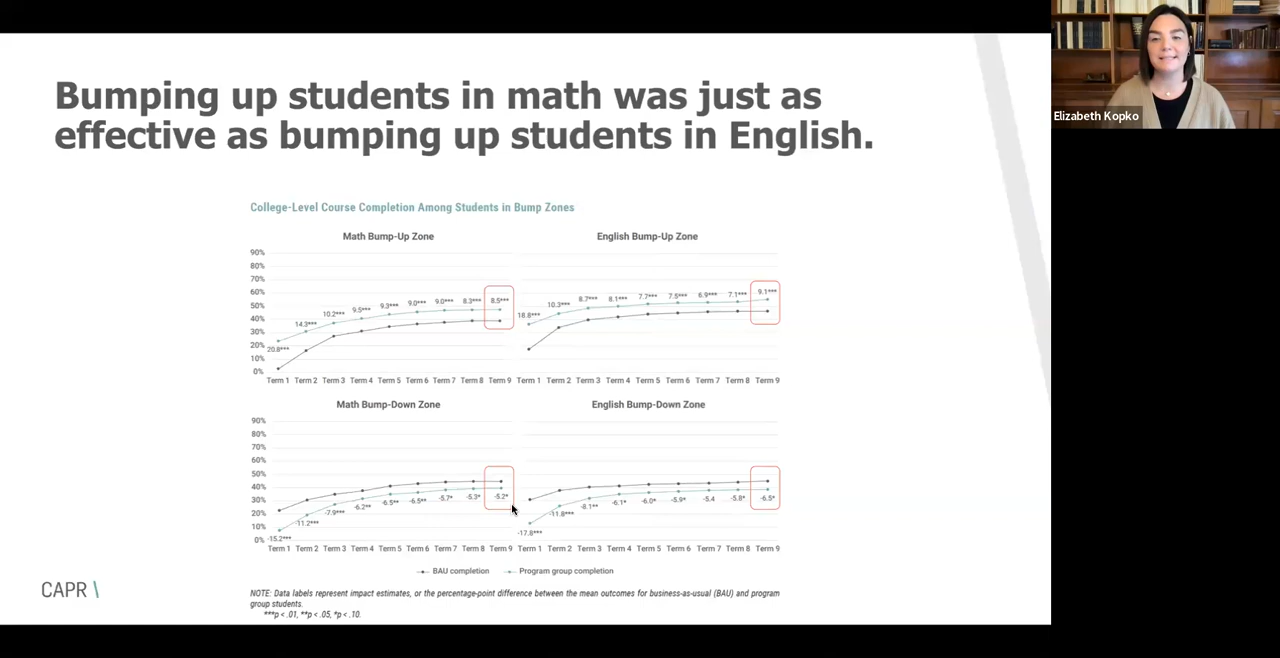 Bumping up students in math was just as
effective as bumping up students in English.
Elizabeth Kopko
College-Level Course Completion Among Students in Bump Zones
Math Bump-Up Zone
90%
80%
70%
60%
50%
40%
30%
20%
10%
0%
20.8*** 14.3*** 10.2*** 9.5*** 9.3*** 9.0*** 9.0*** 8.3*** 8.5***
Term 1 Term 2 Term 3 Term 4 Term 5 Term 6 Term 7 Term 8 Term 9
English Bump-Up Zone
18.8*** 10.3*** 8.7*** 8.1*** 7.7*** 7.5*** 6.9*** 7.1*** 9.1***
Term 1 Term 2 Term 3 Term 4 Term 5 Term 6 Term 7 Term 8 Term 9
Math Bump-Down Zone
90%
80%
70%
60%
50%
40%
30%
20%
10%
0%
-15.2*** -11.2*** -7.9*** -6.2** -6.5** -6.5** -5.7* -5.3* -5.2*
Term 1 Term 2 Term 3 Term 4 Term 5 Term 6 Term 7 Term 8 Term 9
English Bump-Down Zone
-17.8*** -11.8*** -8.1** -6.1* -6.0* -5.9* -5.4 -5.8* -6.5*
Term 1 Term 2 Term 3 Term 4 Term 5 Term 6 Term 7 Term 8 Term 9
BAU completion Program group completion
CAPR \
NOTE: Data labels represent impact estimates, or the percentage-point difference between the mean outcomes for business-as-usual (BAU) and program
group students.
***p < .01, **p < .05, *p < .10.